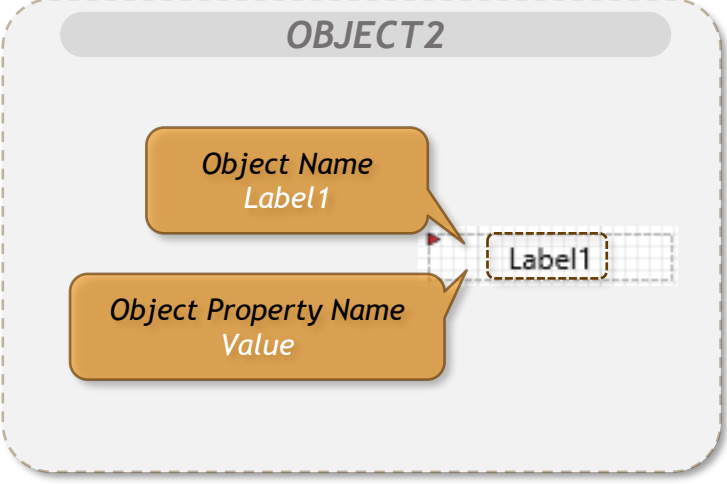 OBJECT2
Object Name
Label1
Label1
Object Property Name
Value